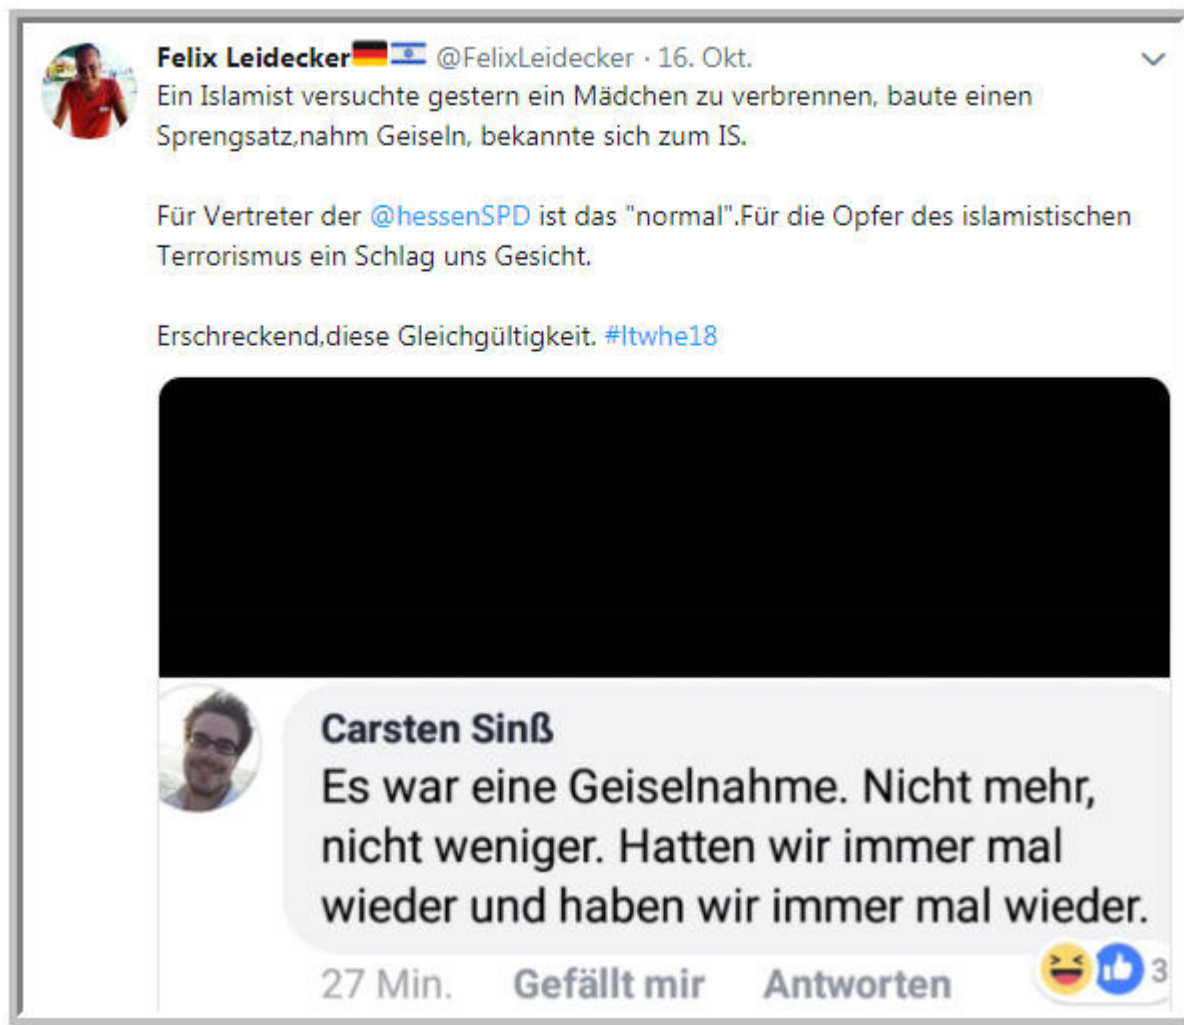 Felix Leidecker🇩🇪🇮🇱 @FelixLeidecker · 16. Okt.
Ein Islamist versuchte gestern ein Mädchen zu verbrennen, baute einen
Sprengsatz,nahm Geiseln, bekannte sich zum IS.
Für Vertreter der @hessenSPD ist das "normal".Für die Opfer des islamistischen
Terrorismus ein Schlag uns Gesicht.
Erschreckend,diese Gleichgültigkeit. #ltwhe18
Carsten Sinß
Es war eine Geiselnahme. Nicht mehr,
nicht weniger. Hatten wir immer mal
wieder und haben wir immer mal wieder.
27 Min. Gefällt mir Antworten 3